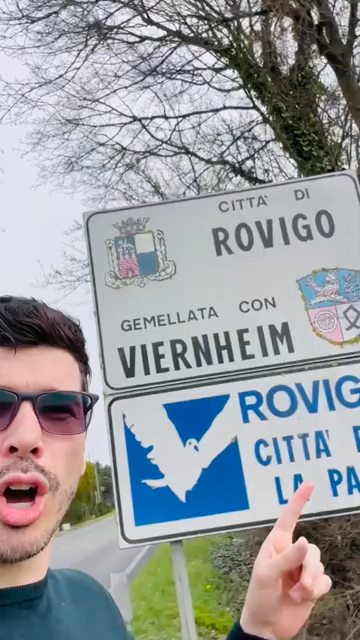 CITTA' DI
ROVIGO
GEMELLATA CON
VIERNHEIM
ROVIG
CITTA'
LA PA